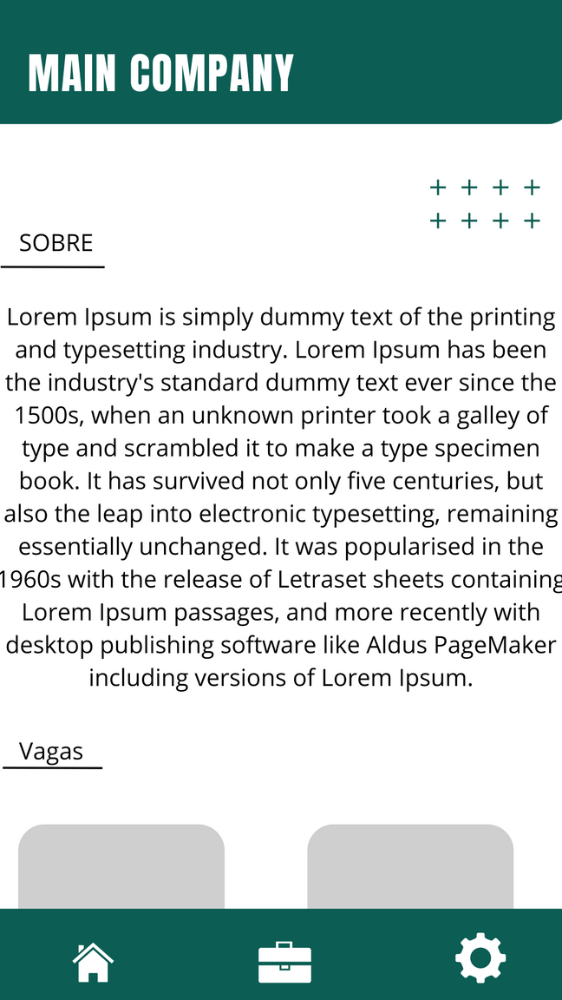 MAIN COMPANY
SOBRE
Lorem Ipsum is simply dummy text of the printing
and typesetting industry. Lorem Ipsum has been
the industry's standard dummy text ever since the
1500s, when an unknown printer took a galley of
type and scrambled it to make a type specimen
book. It has survived not only five centuries, but
also the leap into electronic typesetting, remaining
essentially unchanged. It was popularised in the
1960s with the release of Letraset sheets containing
Lorem Ipsum passages, and more recently with
desktop publishing software like Aldus PageMaker
including versions of Lorem Ipsum.
Vagas